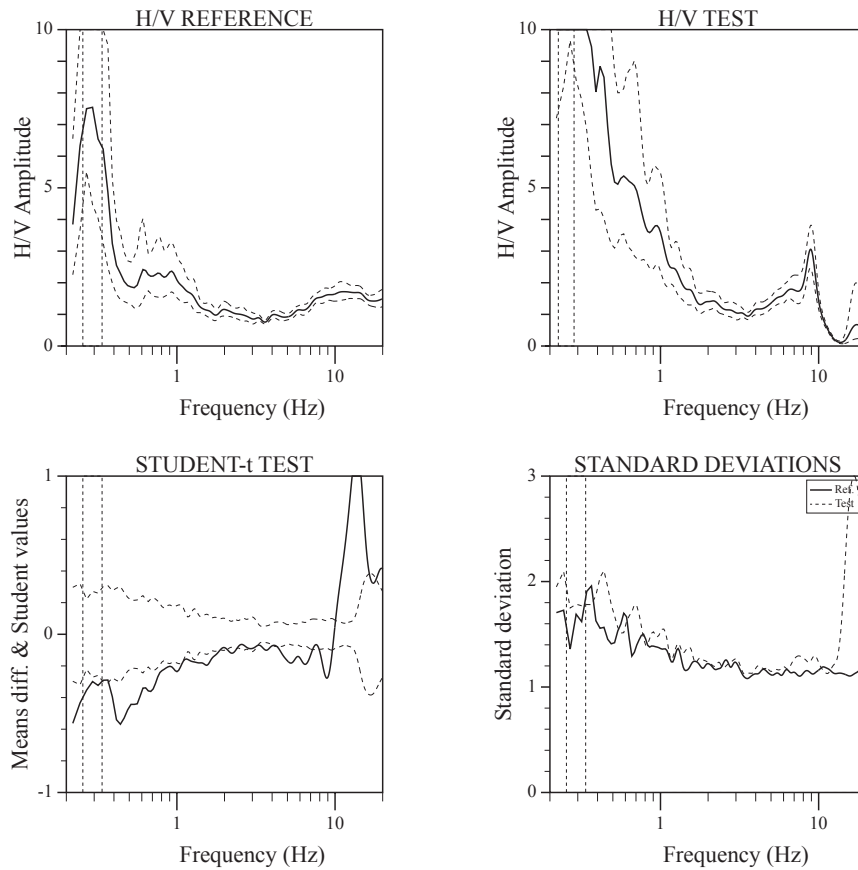 H/V REFERENCE
10
5
0
H/V Amplitude
1
10
Frequency (Hz)
H/V TEST
10
5
0
H/V Amplitude
1
10
Frequency (Hz)
STUDENT-t TEST
1
0
-1
Means diff. & Student values
1
10
Frequency (Hz)
STANDARD DEVIATIONS
3
2
1
0
Standard deviation
Ref.
Test
1
10
Frequency (Hz)